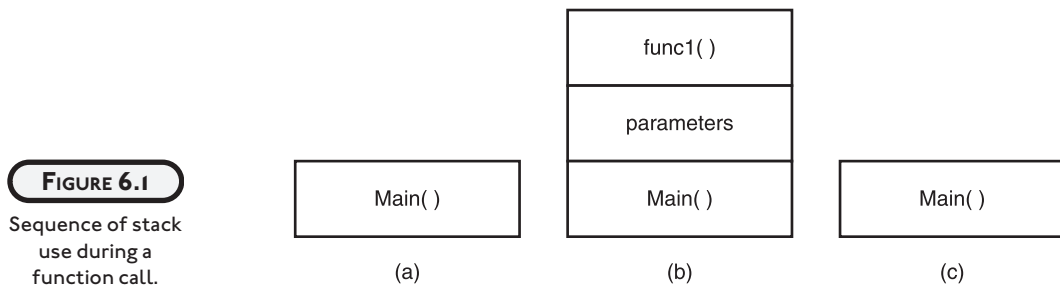 func1( )
parameters
Main( )
(a)
Main( )
(b)
Main( )
(c)
FIGURE 6.1
Sequence of stack
use during a
function call.